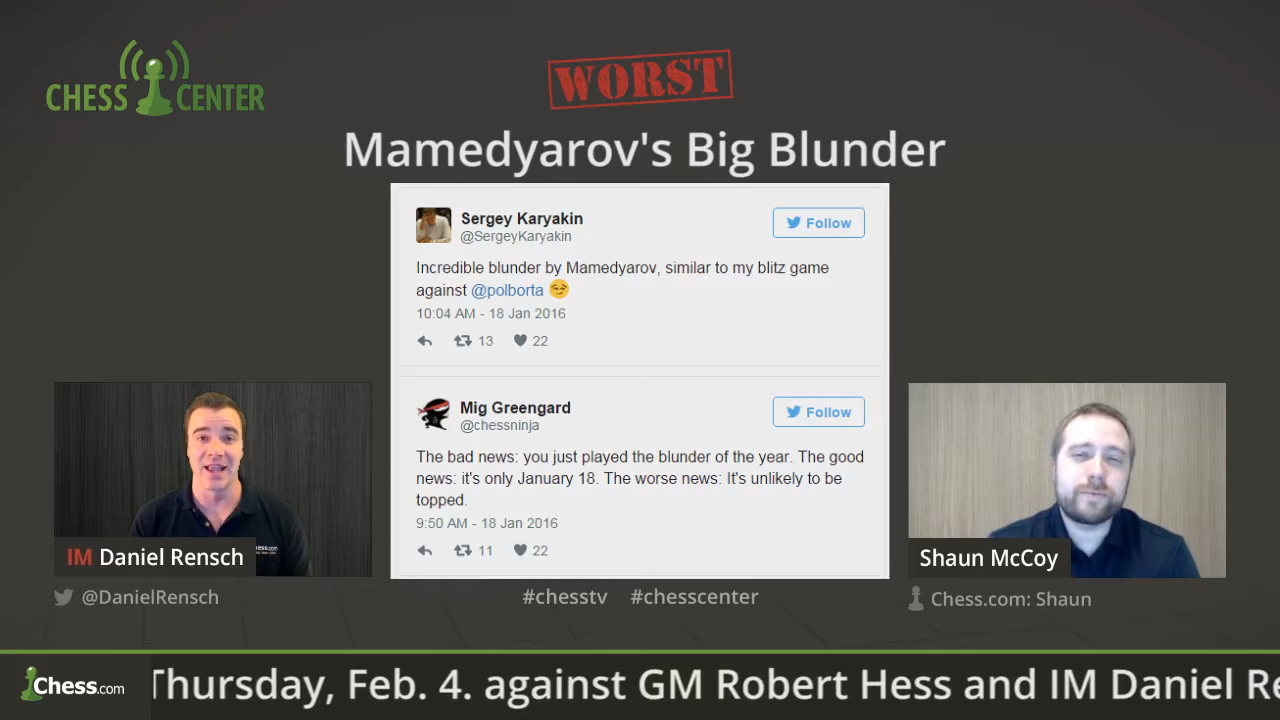 CHESS CENTER
WORST
Mamedyarov's Big Blunder
Sergey Karyakin
@SergeyKaryakin
Follow
Incredible blunder by Mamedyarov, similar to my blitz game
against @polborta 😏
10:04 AM - 18 Jan 2016
13 22
Mig Greengard
@chessninja
Follow
The bad news: you just played the blunder of the year. The good
news: it's only January 18. The worse news: It's unlikely to be
topped.
9:50 AM - 18 Jan 2016
11 22
IM Daniel Rensch
@DanielRensch
Shaun McCoy
Chess.com: Shaun
#chesstv #chesscenter
Chess.com
Thursday, Feb. 4. against GM Robert Hess and IM Daniel Re